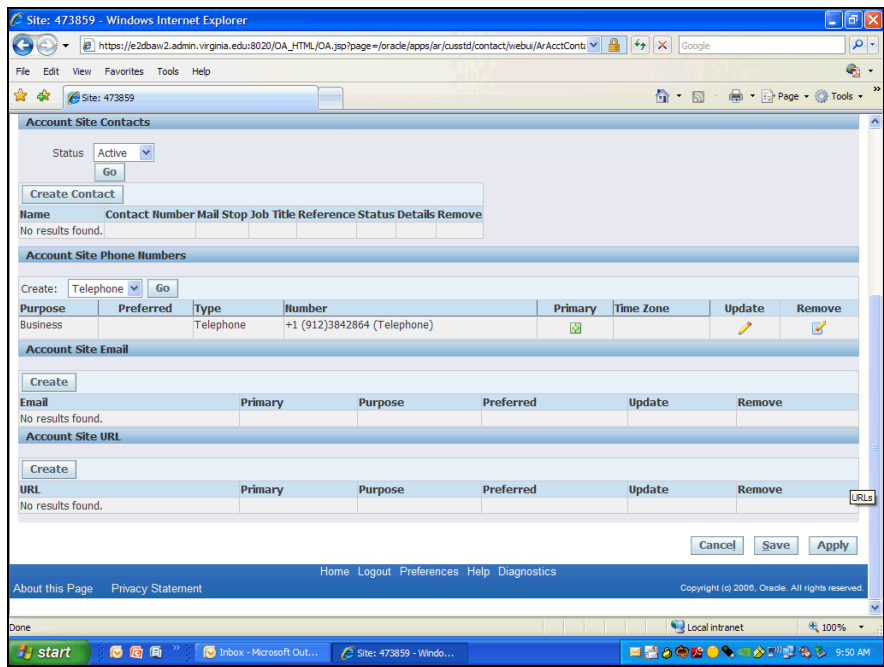 Site: 473859 - Windows Internet Explorer
https://e2dbaw2.admin.virginia.edu:8020/OA_HTML/OA.jsp?page=/oracle/apps/ar/cusstd/contact/webui/ArAcctConta
Google
File Edit View Favorites Tools Help
Site: 473859
Page Tools »
Account Site Contacts
Status Active
Go
Create Contact
Name Contact Number Mail Stop Job Title Reference Status Details Remove
No results found.
Account Site Phone Numbers
Create: Telephone Go
Purpose Preferred Type Number Primary Time Zone Update Remove
Business Telephone +1 (912)3842864 (Telephone)
Account Site Email
Create
Email Primary Purpose Preferred Update Remove
No results found.
Account Site URL
Create
URL Primary Purpose Preferred Update Remove
No results found.
URLs
Cancel Save Apply
Home Logout Preferences Help Diagnostics
About this Page Privacy Statement Copyright (c) 2006, Oracle. All rights reserved.
Done Local intranet 100%
start » Inbox - Microsoft Out... Site: 473859 - Windo... 9:50 AM